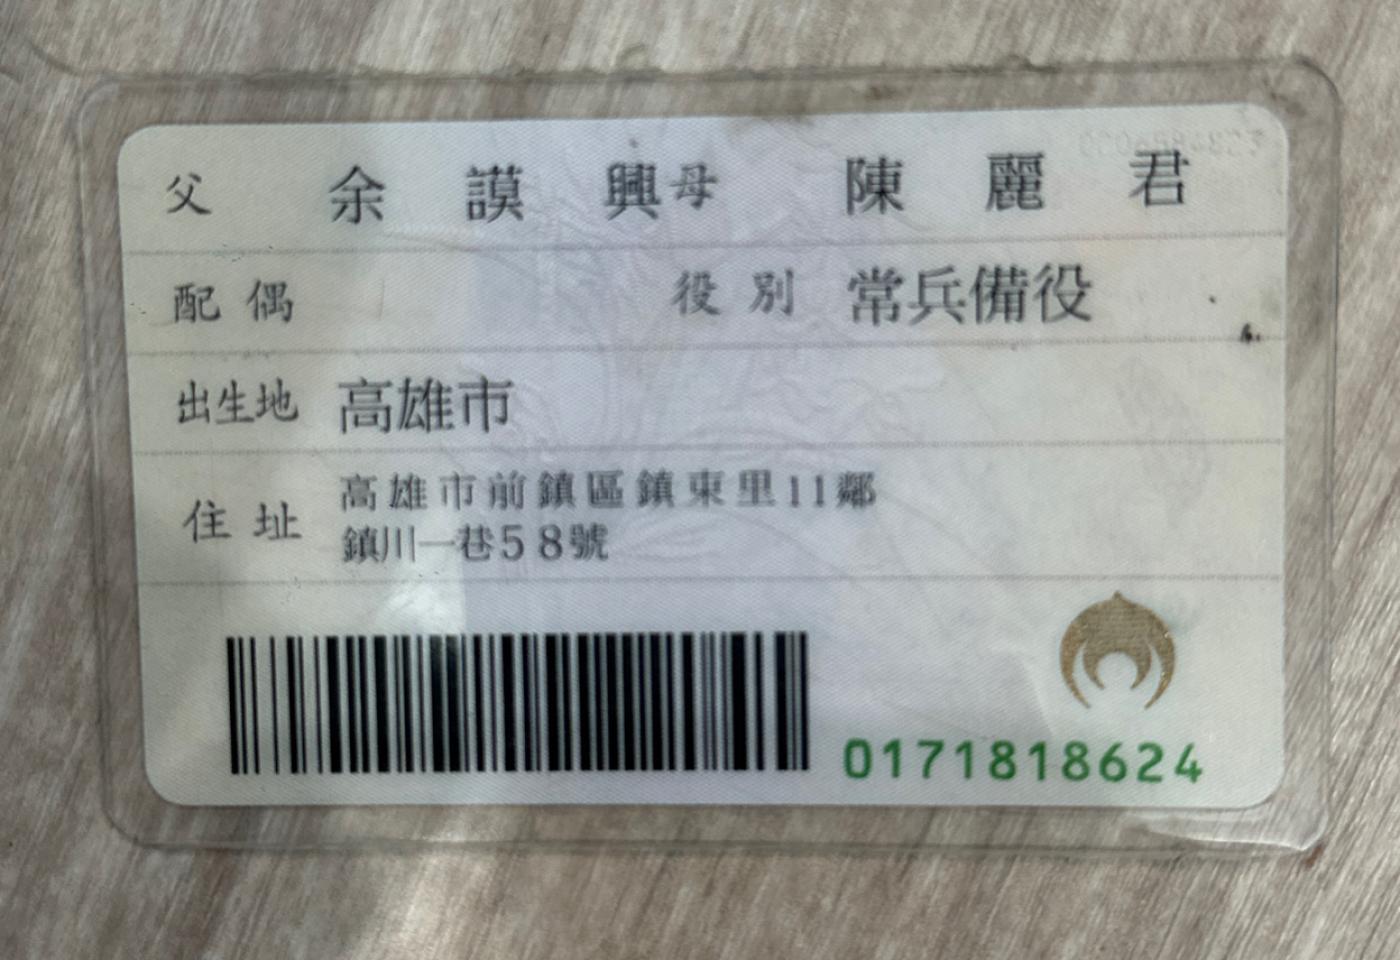 父 余謨興 母 陳麗君
配偶 役別 常兵備役
出生地 高雄市
住址 高雄市前鎮區鎮東里11鄰
鎮川一巷58號
0171818624